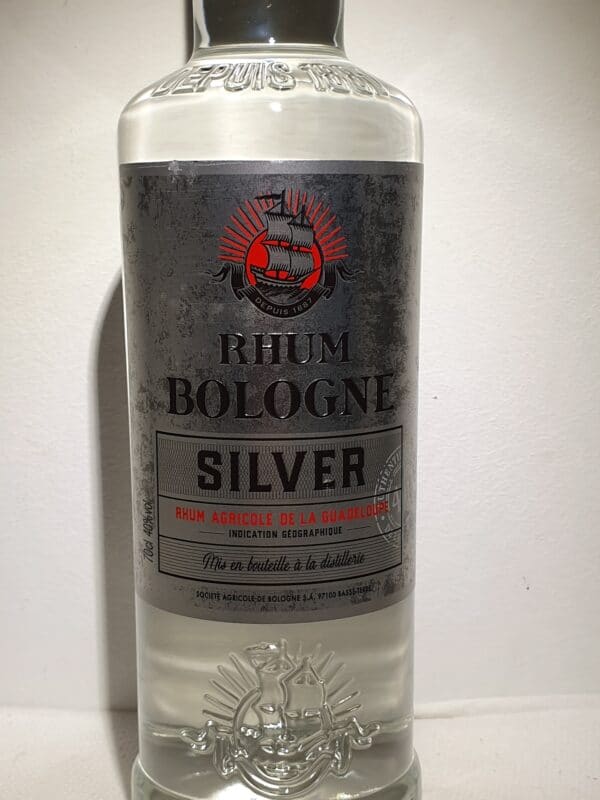 DEPUIS 1887
DEPUIS 1887
RHUM
BOLOGNE
SILVER
RHUM AGRICOLE DE LA GUADELOUPE
INDICATION GÉOGRAPHIQUE
Mis en bouteille à la distillerie
70cl 40%vol.
SOCIÉTÉ AGRICOLE DE BOLOGNE S.A. 97100 BASSE-TERRE